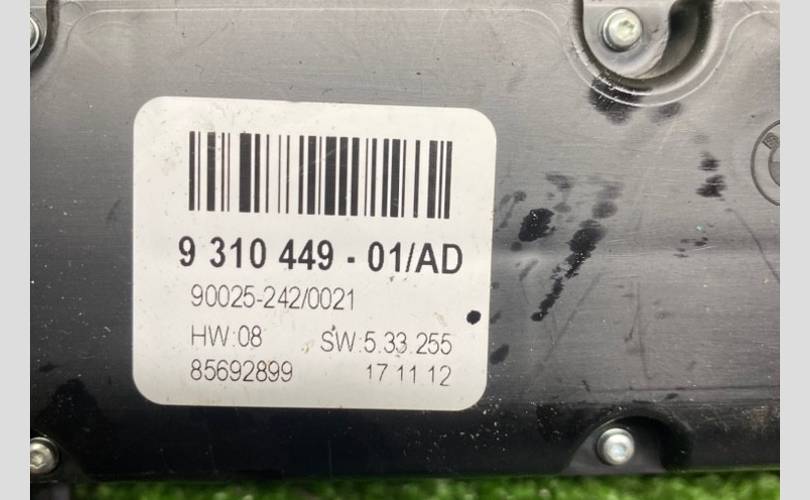 9 310 449 - 01/AD
90025-242/0021
HW:08 SW:5.33.255
85692899 17 11 12